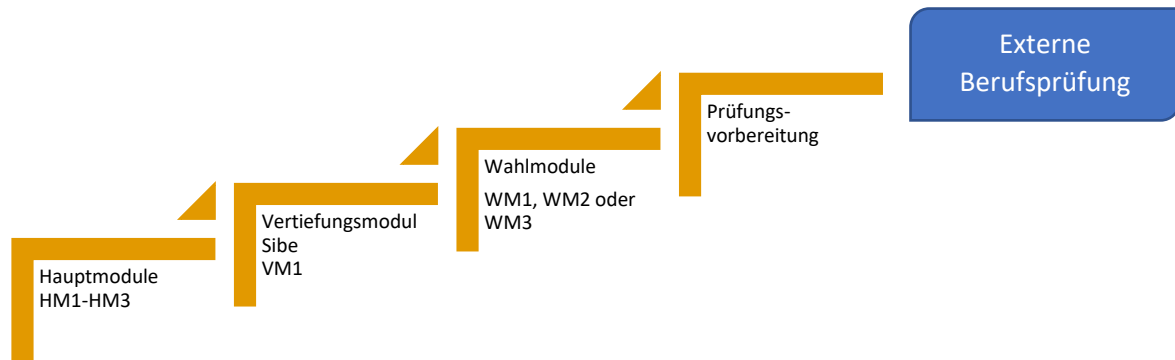 Hauptmodule
HM1-HM3
Vertiefungsmodul
Sibe
VM1
Wahlmodule
WM1, WM2 oder
WM3
Prüfungs-
vorbereitung
Externe
Berufsprüfung